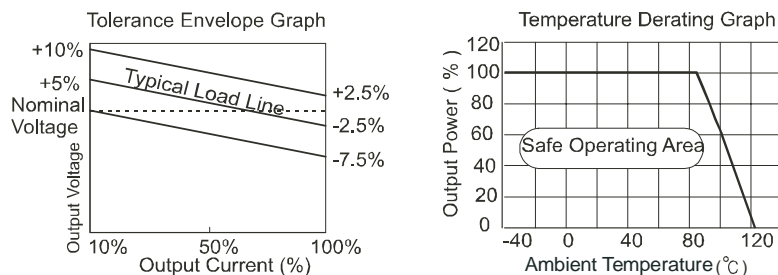 Tolerance Envelope Graph
+10%
+5%
Nominal
Voltage
Output Voltage
Typical Load Line
+2.5%
-2.5%
-7.5%
10%
50%
100%
Output Current (%)
Temperature Derating Graph
120
100
80
60
40
20
0
Output Power ( % )
Safe Operating Area
-40
0
40
80
120
Ambient Temperature(℃)